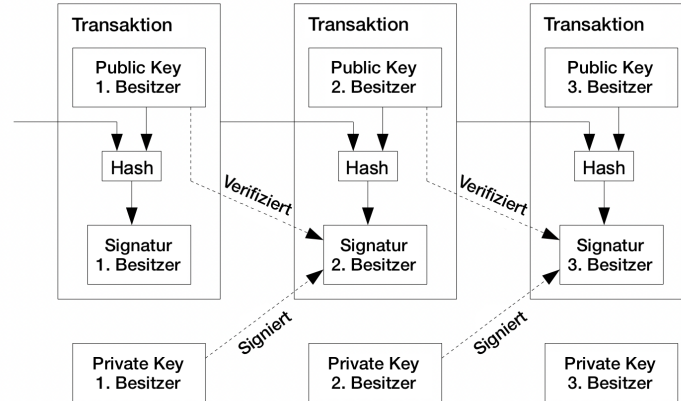 Transaktion
Public Key
1. Besitzer
Hash
Signatur
1. Besitzer
Transaktion
Public Key
2. Besitzer
Hash
Verifiziert
Signatur
2. Besitzer
Transaktion
Public Key
3. Besitzer
Hash
Verifiziert
Signatur
3. Besitzer
Signiert
Signiert
Private Key
1. Besitzer
Private Key
2. Besitzer
Private Key
3. Besitzer